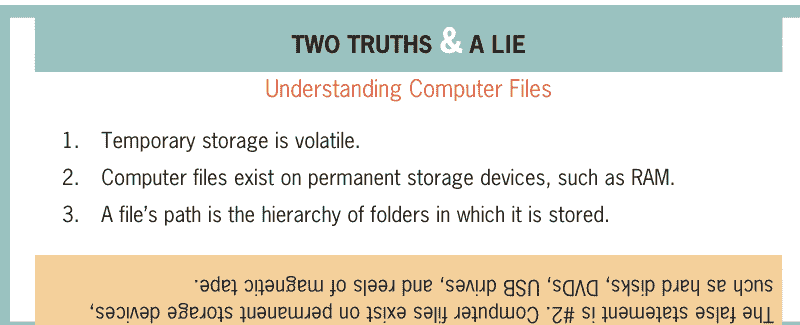 TWO TRUTHS & A LIE
Understanding Computer Files
1. Temporary storage is volatile.
2. Computer files exist on permanent storage devices, such as RAM.
3. A file’s path is the hierarchy of folders in which it is stored.
The false statement is #2. Computer files exist on permanent storage devices,
such as hard disks, DVDs, USB drives, and reels of magnetic tape.